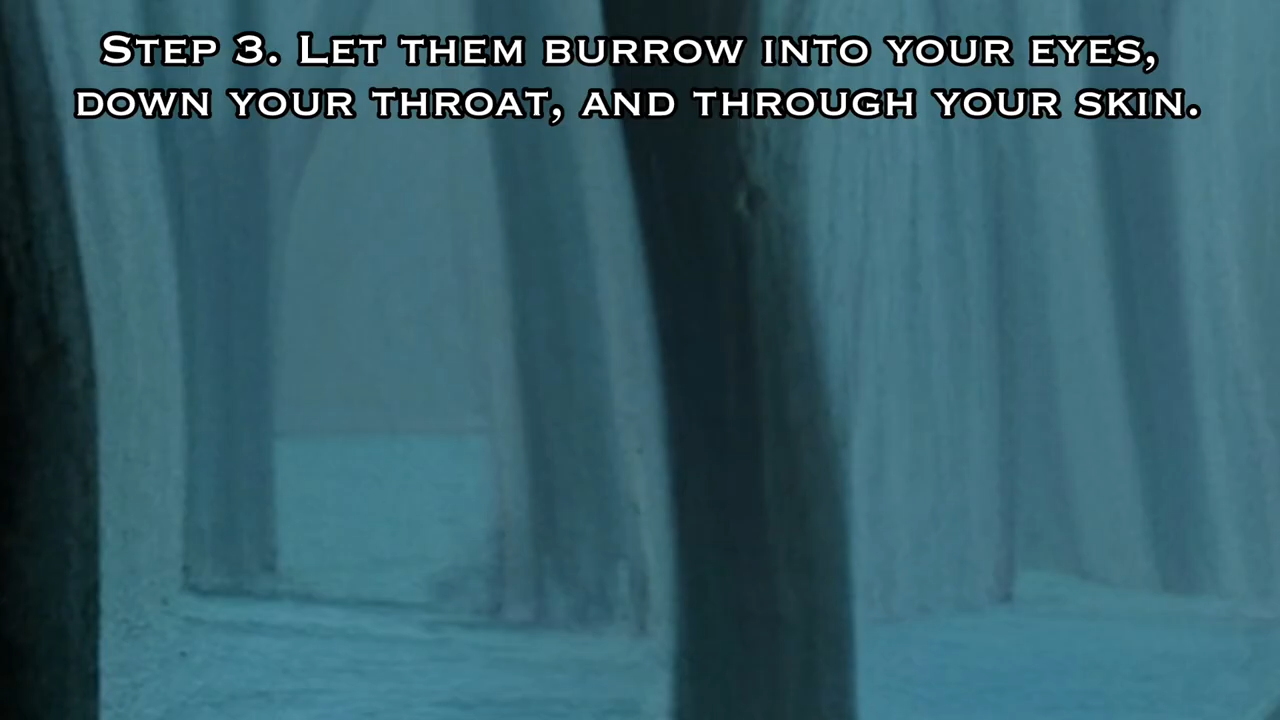 Step 3. Let them burrow into your eyes,
down your throat, and through your skin.